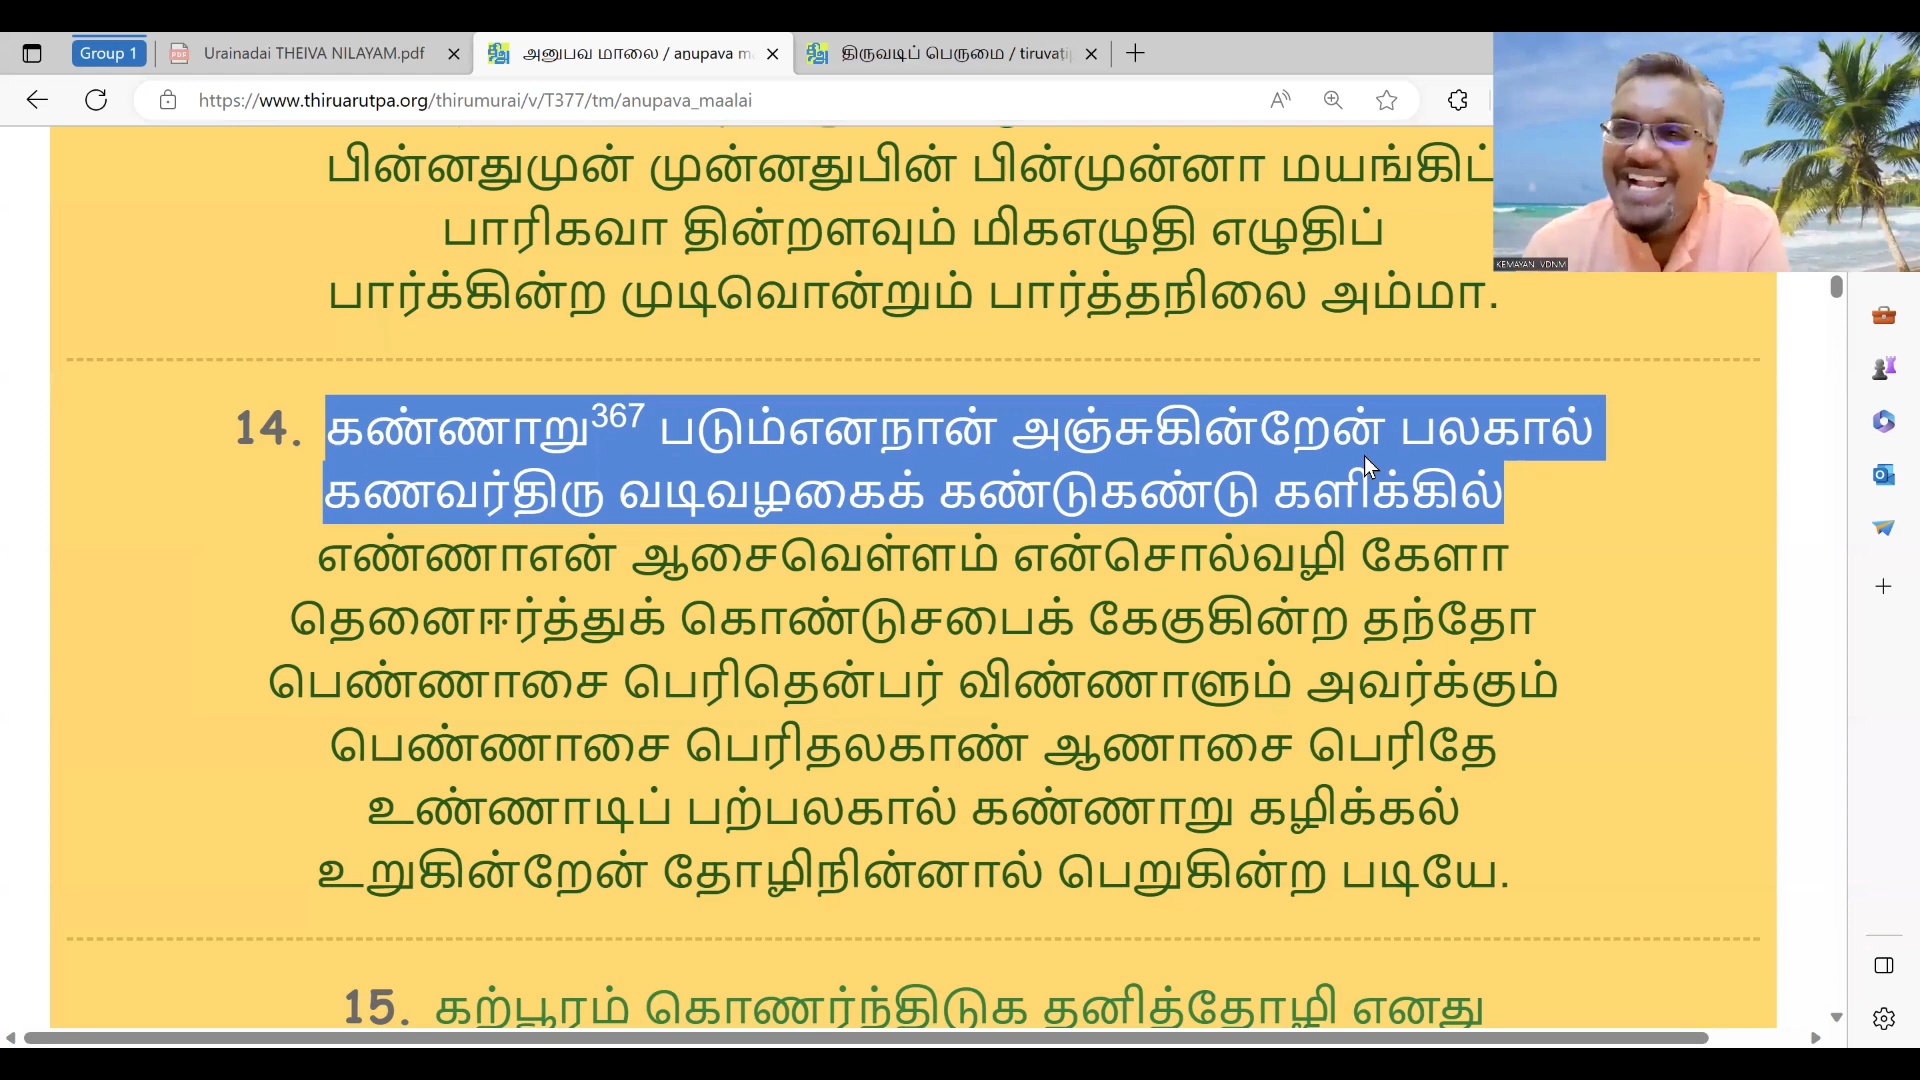 Group 1
Urainadai THEIVA NILAYAM.pdf
அனுபவ மாலை / anupava m
திருவடிப் பெருமை / tiruvaṭi
https://www.thiruarutpa.org/thirumurai/v/T377/tm/anupava_maalai
KEMAYAN_VDNM
பின்னதுமுன் முன்னதுபின் பின்முன்னா மயங்கிப்
பாரிகவா தின்றளவும் மிகஎழுதி எழுதிப்
பார்க்கின்ற முடிவொன்றும் பார்த்தநிலை அம்மா.
14. கண்ணாறு367 படும்எனநான் அஞ்சுகின்றேன் பலகால்
கணவர்திரு வடிவழகைக் கண்டுகண்டு களிக்கில்
எண்ணாஎன் ஆசைவெள்ளம் என்சொல்வழி கேளா
தெனைஈர்த்துக் கொண்டுசபைக் கேகுகின்ற தந்தோ
பெண்ணாசை பெரிதென்பர் விண்ணாளும் அவர்க்கும்
பெண்ணாசை பெரிதலகாண் ஆணாசை பெரிதே
உண்ணாடிப் பற்பலகால் கண்ணாறு கழிக்கல்
உறுகின்றேன் தோழிநின்னால் பெறுகின்ற படியே.
15. கற்பூரம் கொணர்ந்திடுக தனித்தோழி எனது